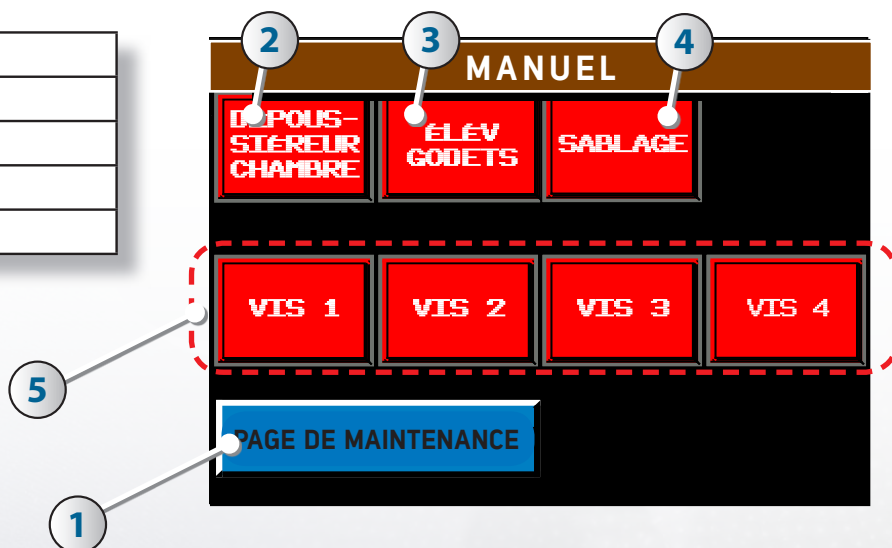 2
3
4
MANUEL
DÉPOUS-
SIÉREUR
CHAMBRE
ÉLÉV
GODETS
SABLAGE
VIS 1
VIS 2
VIS 3
VIS 4
5
PAGE DE MAINTENANCE
1